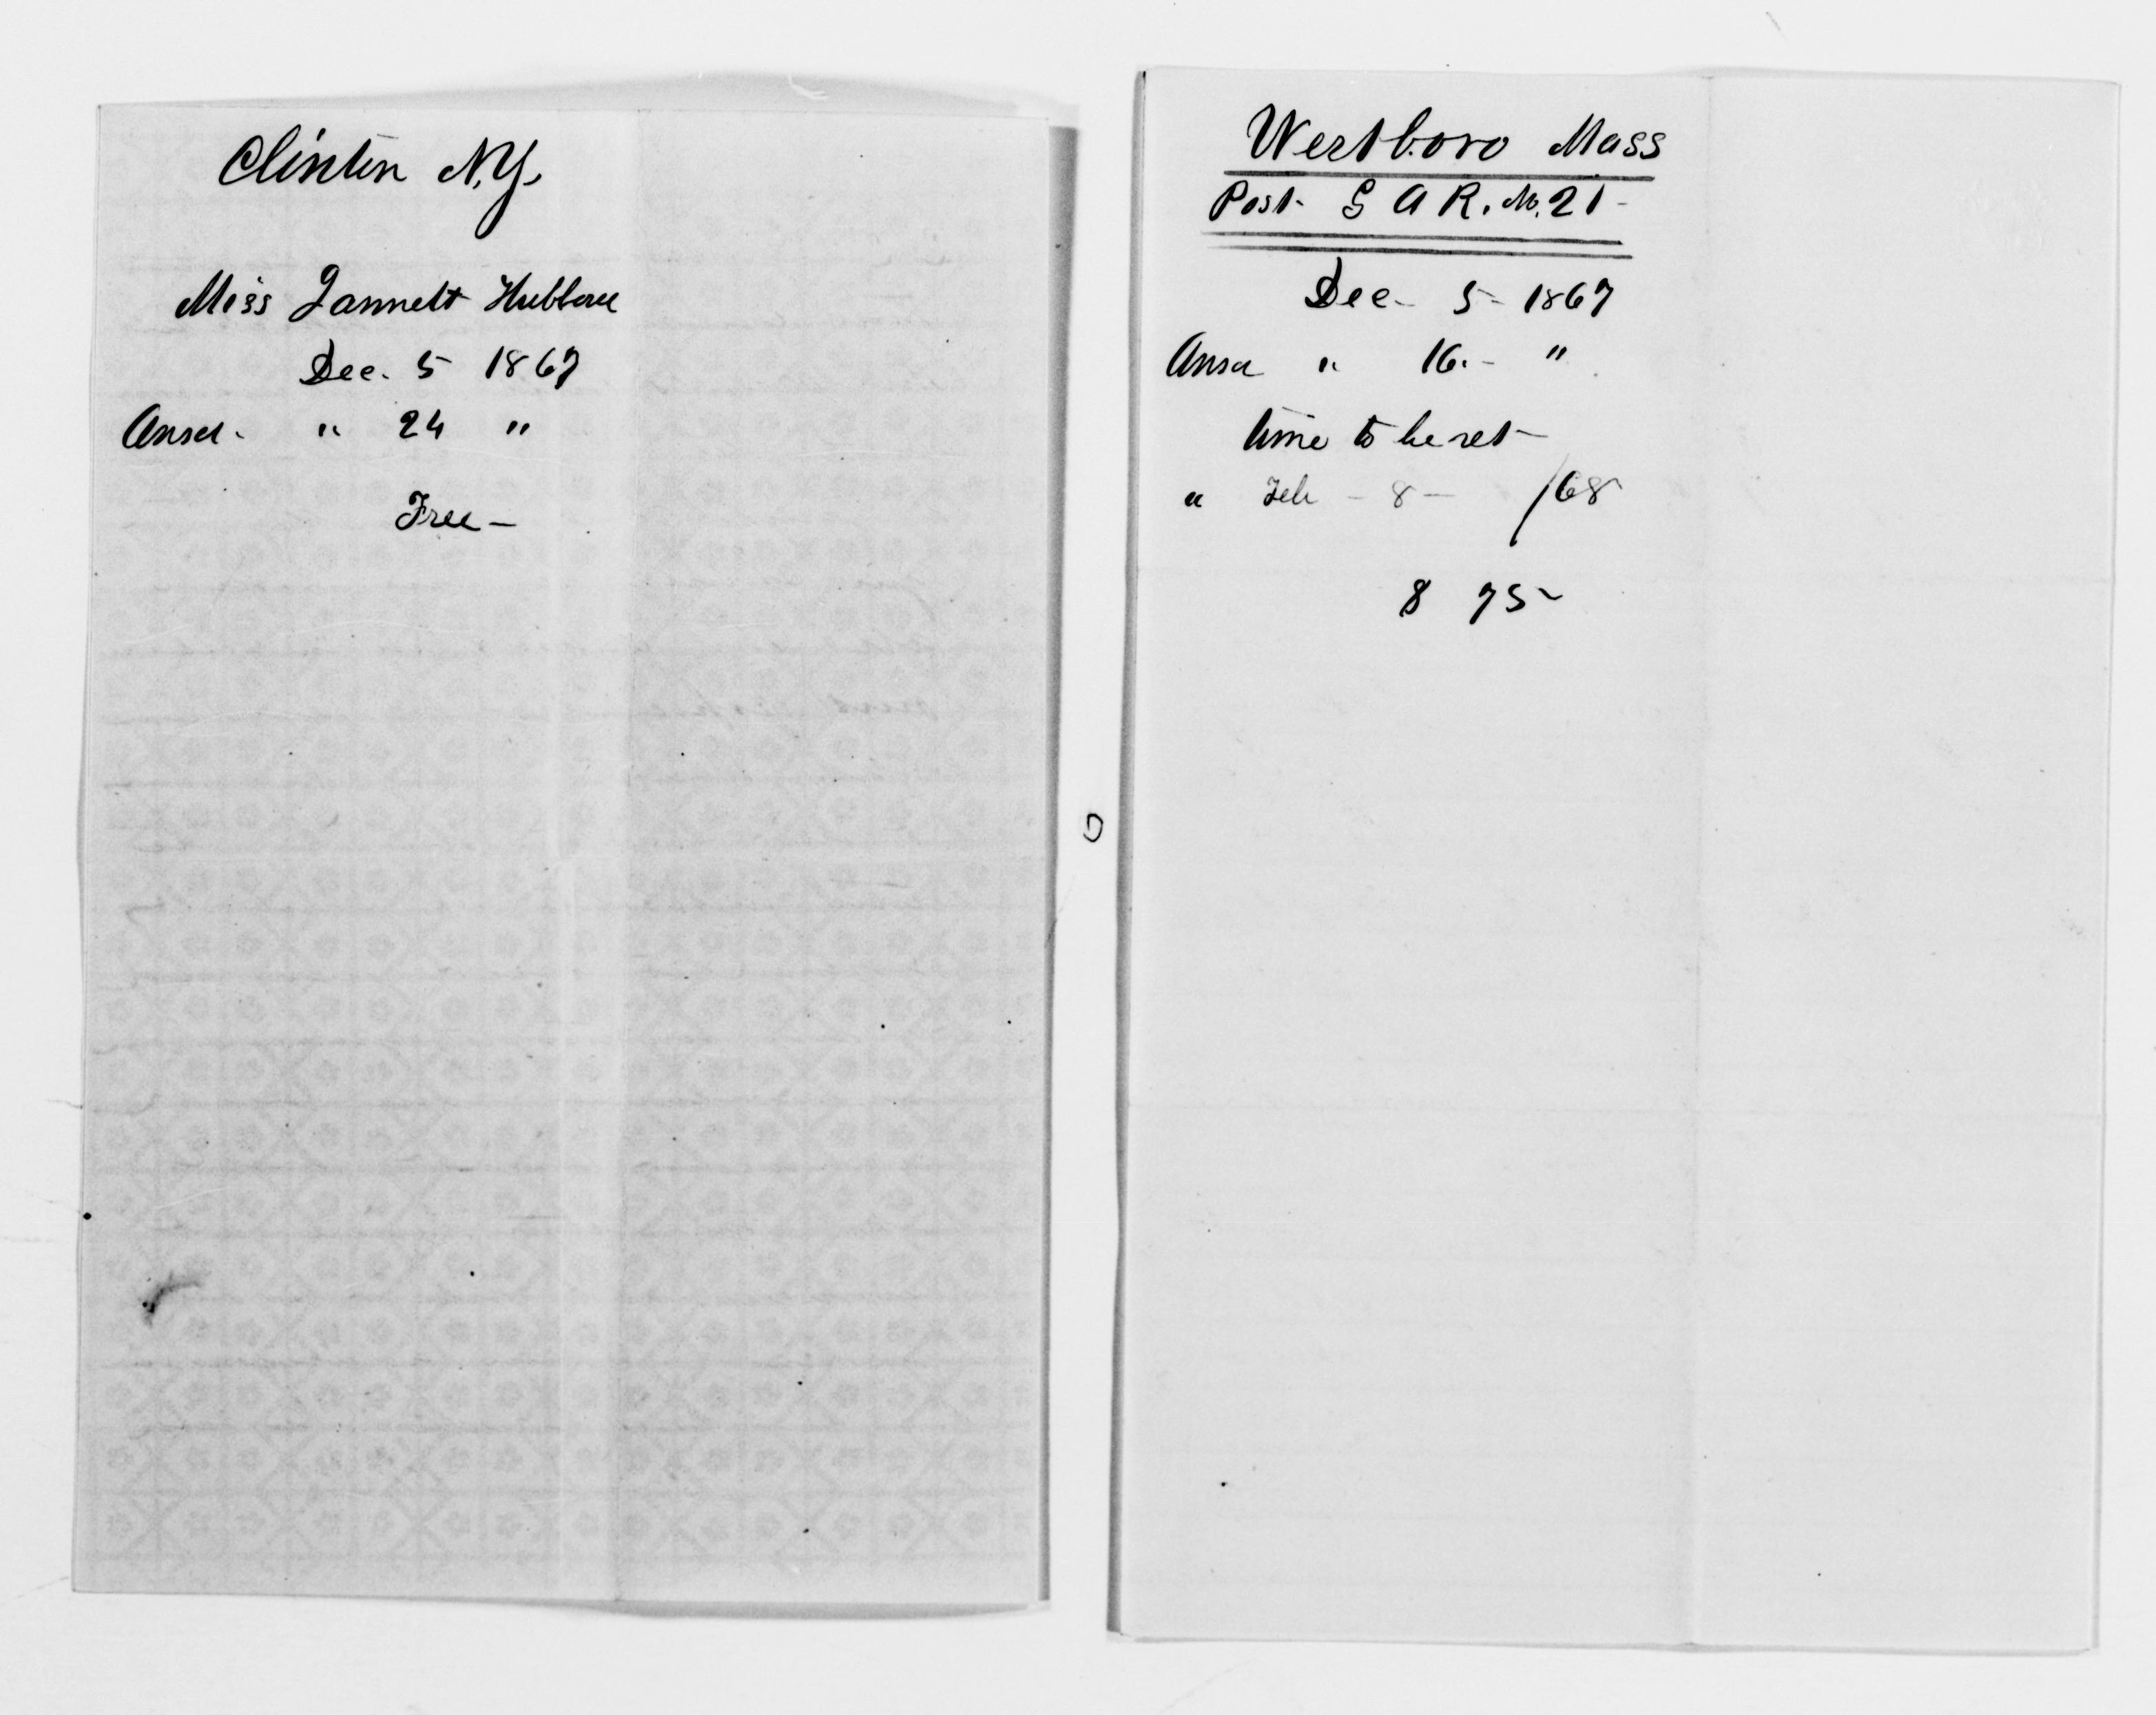 Clinton N.Y.
Miss Jannett Hubbard
Dec. 5 1867
Ansd. " 24 "
Free -
Westboro Mass
Post G A R. No. 21 -
Dec - 5 - 1867
Ansd " 16. - "
time to be set -
" Feb - 8 - /68
8 75 -